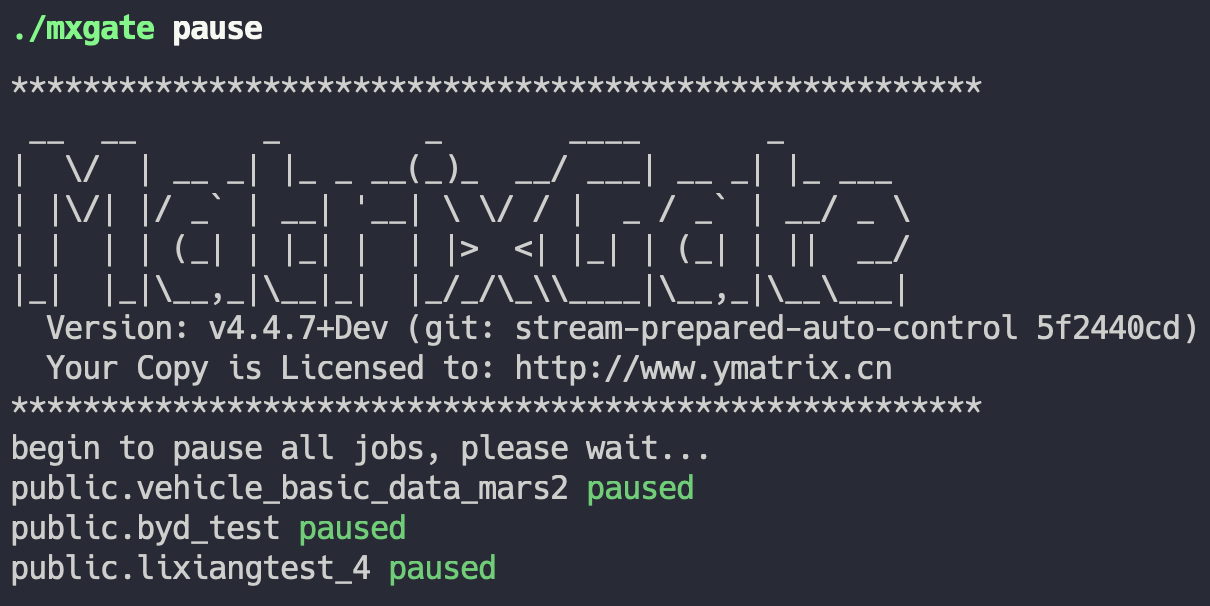 ./mxgate pause
******************************************************
 __  __       _        _       ____       _
|  \/  | __ _| |_ _ __(_)_  __/ ___| __ _| |_ ___
| |\/| |/ _` | __| '__| \ \/ / |  _ / _` | __/ _ \
| |  | | (_| | |_| |  | |>  <| |_| | (_| | ||  __/
|_|  |_|\__,_|\__|_|  |_/_/\_\\____|\__,_|\__\___|
  Version: v4.4.7+Dev (git: stream-prepared-auto-control 5f2440cd)
  Your Copy is Licensed to: http://www.ymatrix.cn
******************************************************
begin to pause all jobs, please wait...
public.vehicle_basic_data_mars2 paused
public.byd_test paused
public.lixiangtest_4 paused